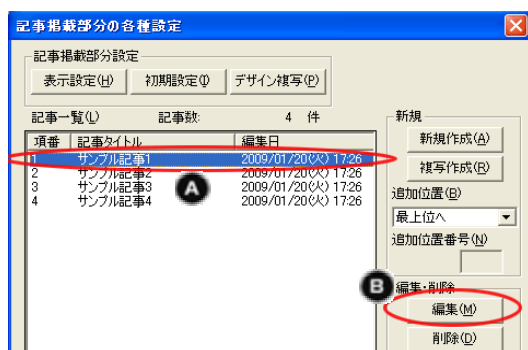 記事掲載部分の各種設定
記事掲載部分設定
表示設定(H) 初期設定(I) デザイン複写(P)
記事一覧(L) 記事数: 4 件
項番 記事タイトル 編集日
1 サンプル記事1 2009/01/20(火) 17:26
2 サンプル記事2 2009/01/20(火) 17:26
3 サンプル記事3 2009/01/20(火) 17:26
4 サンプル記事4 2009/01/20(火) 17:26
A
新規
新規作成(A)
複写作成(R)
追加位置(B)
最上位へ
追加位置番号(N)
B
編集・削除
編集(M)
削除(D)